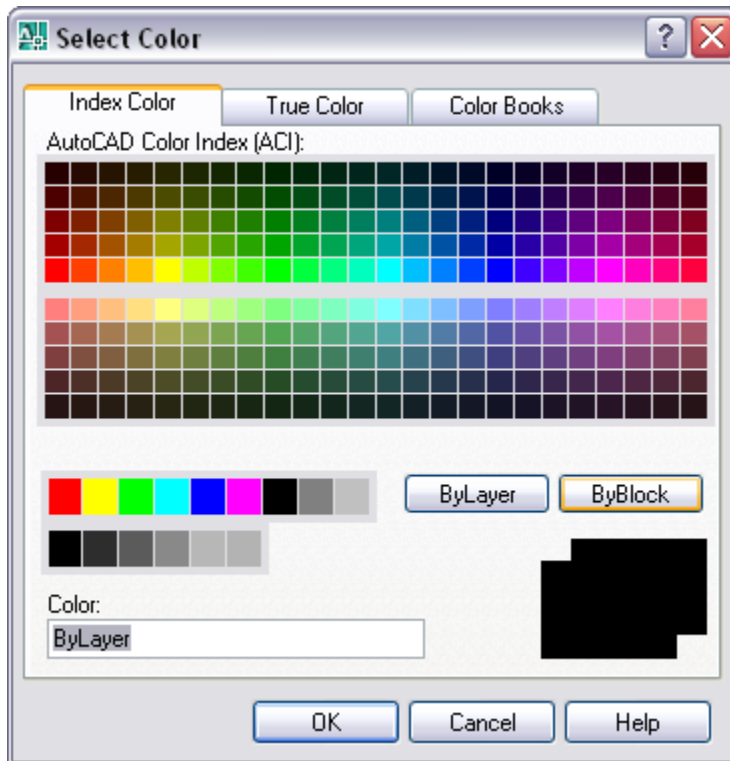 Select Color
Index Color
True Color
Color Books
AutoCAD Color Index (ACI):
ByLayer
ByBlock
Color:
ByLayer
OK
Cancel
Help